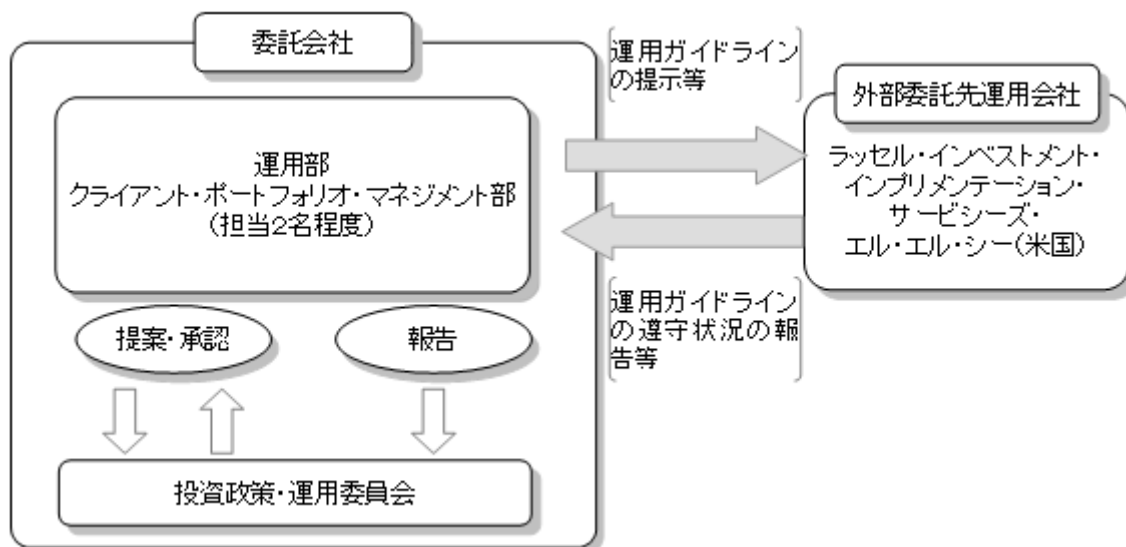 委託会社
運用部
クライアント・ポートフォリオ・マネジメント部
(担当2名程度)
提案・承認
報告
投資政策・運用委員会
運用ガイドライン
の提示等
運用ガイドライン
の遵守状況の報
告等
外部委託先運用会社
ラッセル・インベストメント・
インプリメンテーション・
サービシーズ・
エル・エル・シー(米国)